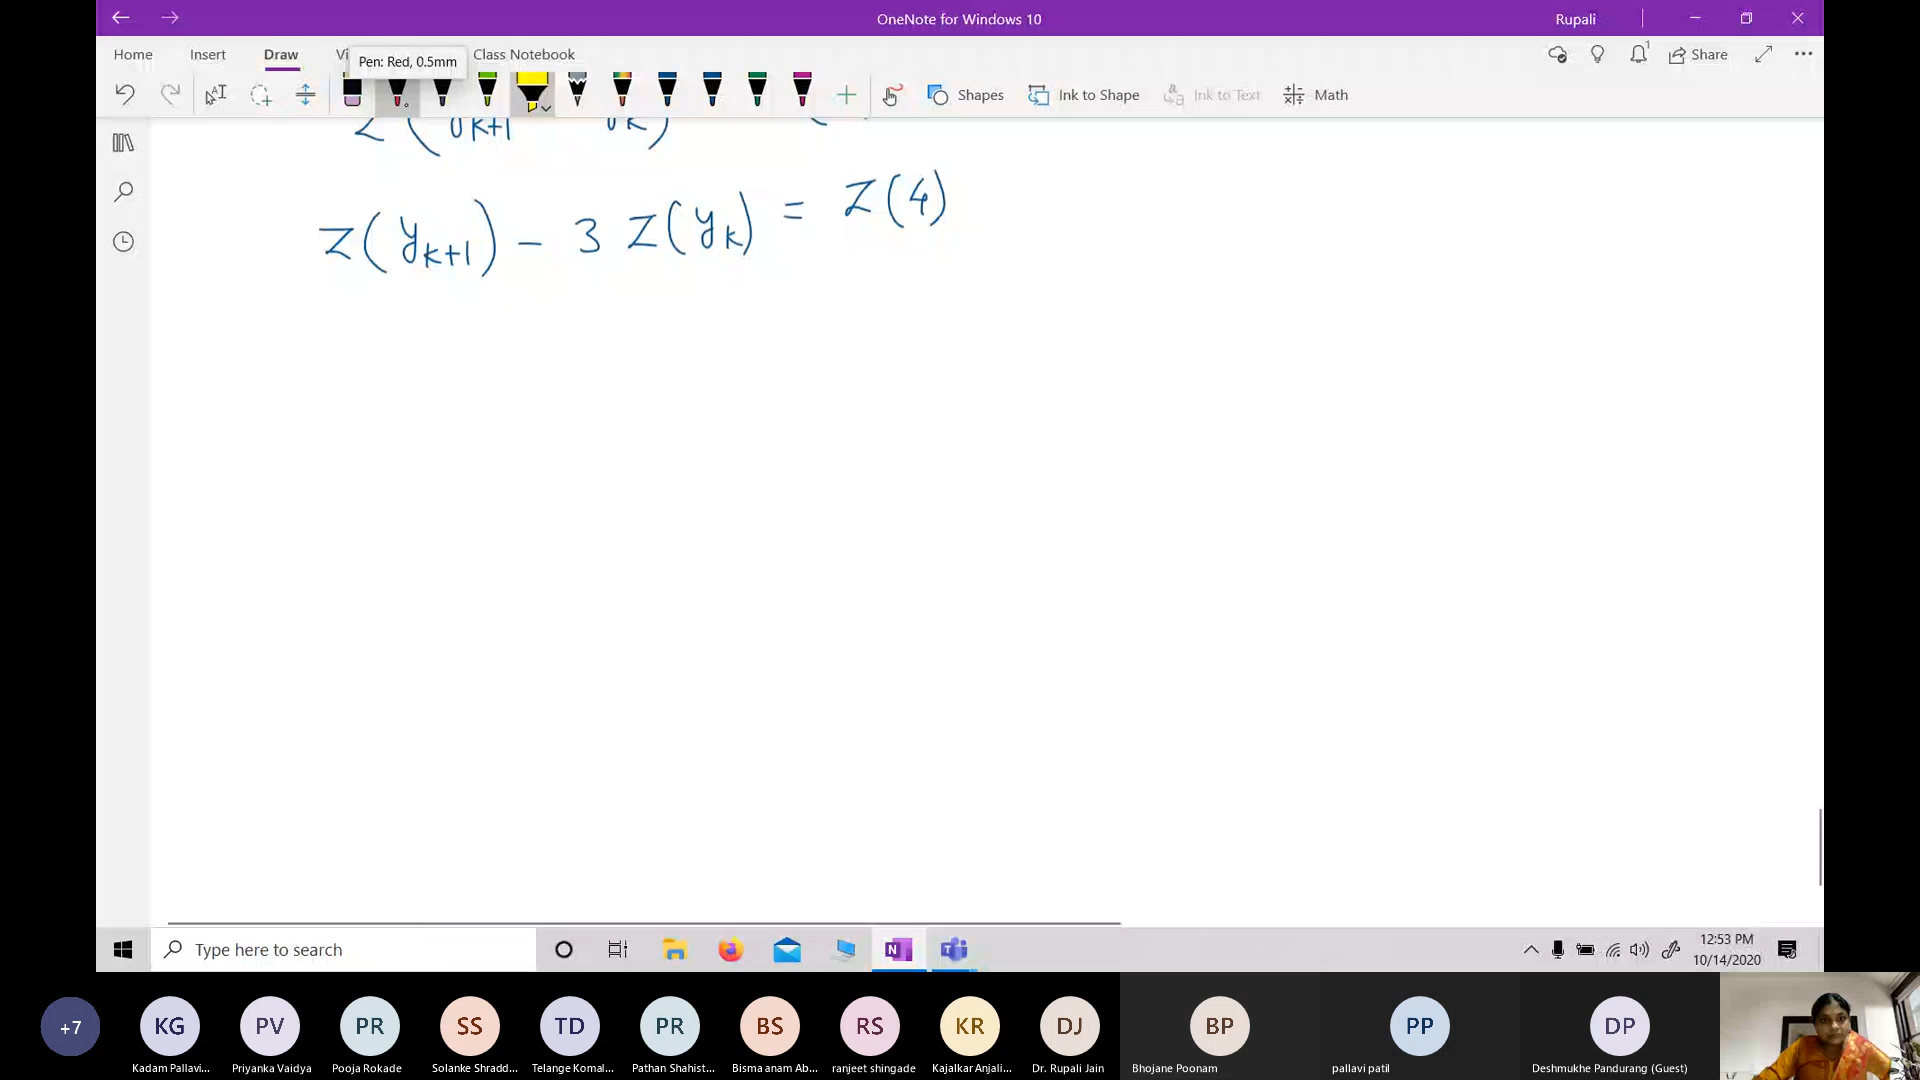 OneNote for Windows 10
Rupali
Home Insert Draw Vi Class Notebook
Share
Pen: Red, 0.5mm
Shapes Ink to Shape Ink to Text Math
Z(y_{k+1}) - 3 Z(y_k) = Z(4)
Type here to search
12:53 PM
10/14/2020
+7 KG PV PR SS TD PR BS RS KR DJ BP PP DP
Kadam Pallavi... Priyanka Vaidya Pooja Rokade Solanke Shradd... Telange Komal... Pathan Shahist... Bisma anam Ab... ranjeet shingade Kajalkar Anjali... Dr. Rupali Jain Bhojane Poonam pallavi patil Deshmukhe Pandurang (Guest)